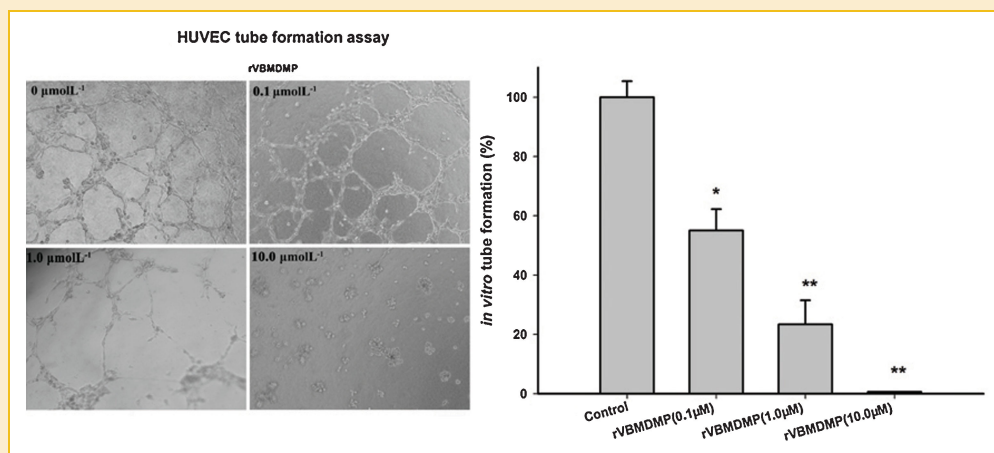 HUVEC tube formation assay
rVBMDMP
0 µmolL⁻¹
0.1 µmolL⁻¹
1.0 µmolL⁻¹
10.0 µmolL⁻¹
in vitro tube formation (%)
100
80
60
40
20
0
*
**
**
Control
rVBMDMP(0.1µM)
rVBMDMP(1.0µM)
rVBMDMP(10.0µM)